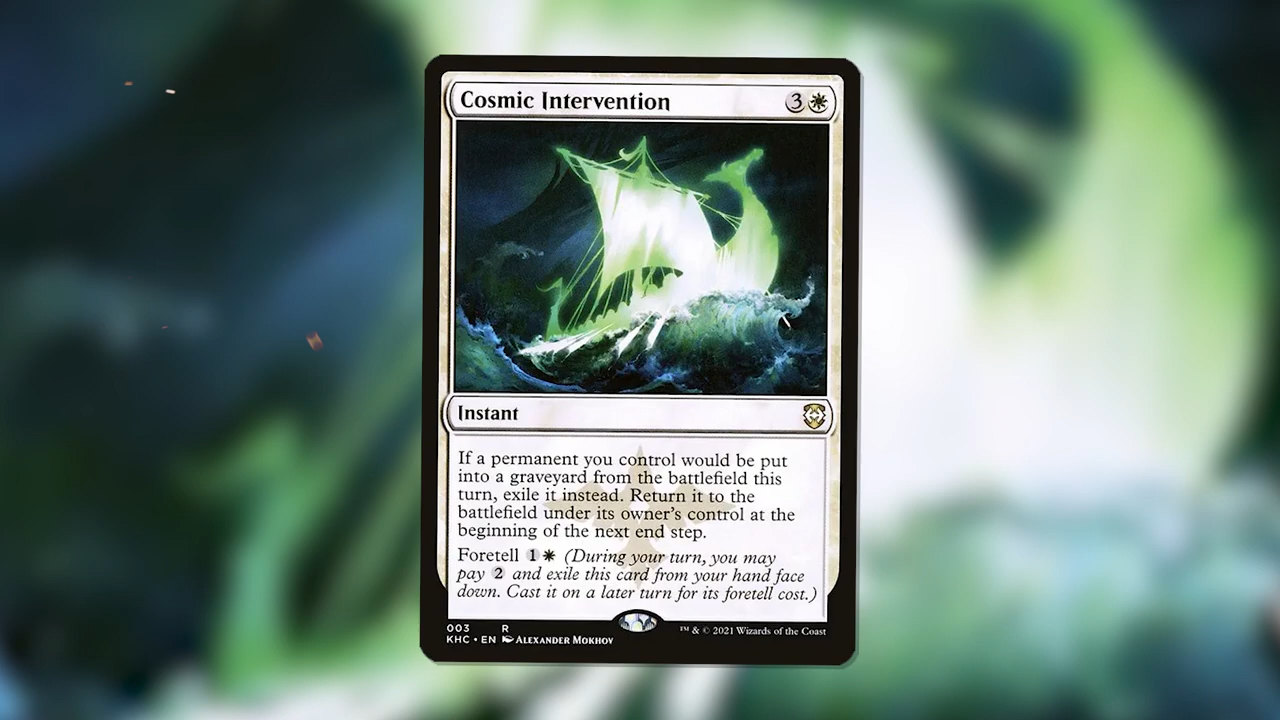 Cosmic Intervention 3
Instant
If a permanent you control would be put
into a graveyard from the battlefield this
turn, exile it instead. Return it to the
battlefield under its owner's control at the
beginning of the next end step.
Foretell 1 (During your turn, you may
pay 2 and exile this card from your hand face
down. Cast it on a later turn for its foretell cost.)
003 R
KHC • EN Alexander Mokhov
™ & © 2021 Wizards of the Coast